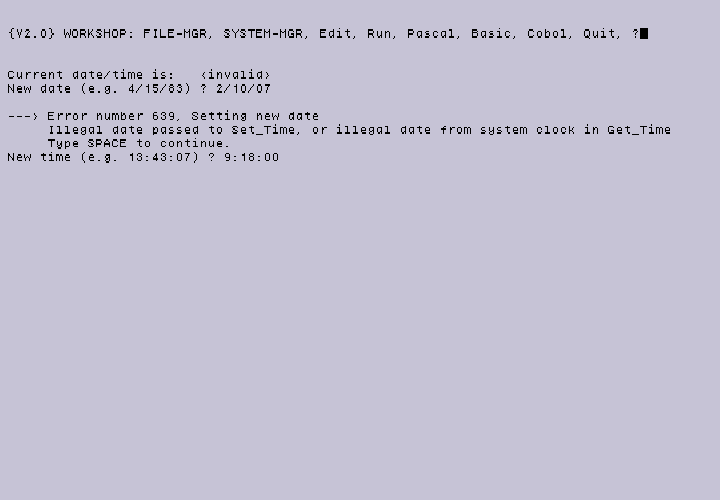 {V2.0} WORKSHOP: FILE-MGR, SYSTEM-MGR, Edit, Run, Pascal, Basic, Cobol, Quit, ?
Current date/time is:   <invalid>
New date (e.g. 4/15/83) ? 2/10/07
---> Error number 639, Setting new date
Illegal date passed to Set_Time, or illegal date from system clock in Get_Time
Type SPACE to continue.
New time (e.g. 13:43:07) ? 9:18:00